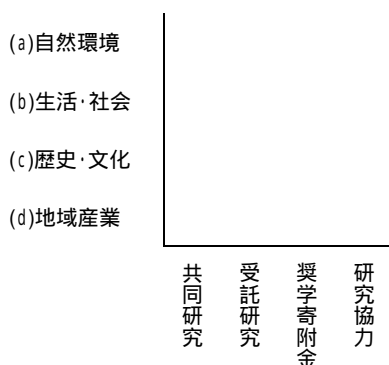 (a)自然環境
(b)生活·社会
(c)歴史·文化
(d)地域産業
共同研究
受託研究
奨学寄附金
研究協力